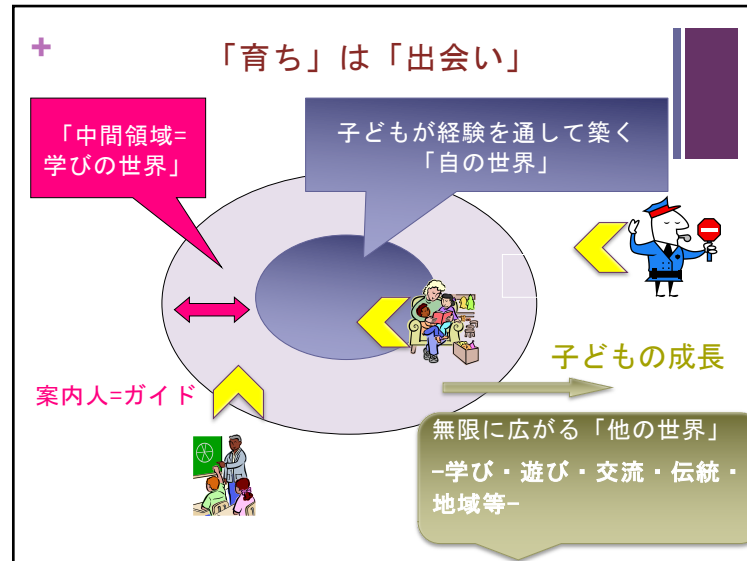 +
「育ち」は「出会い」
「中間領域=
学びの世界」
子どもが経験を通して築く
「自の世界」
子どもの成長
案内人=ガイド
無限に広がる「他の世界」
–学び・遊び・交流・伝統・
地域等–